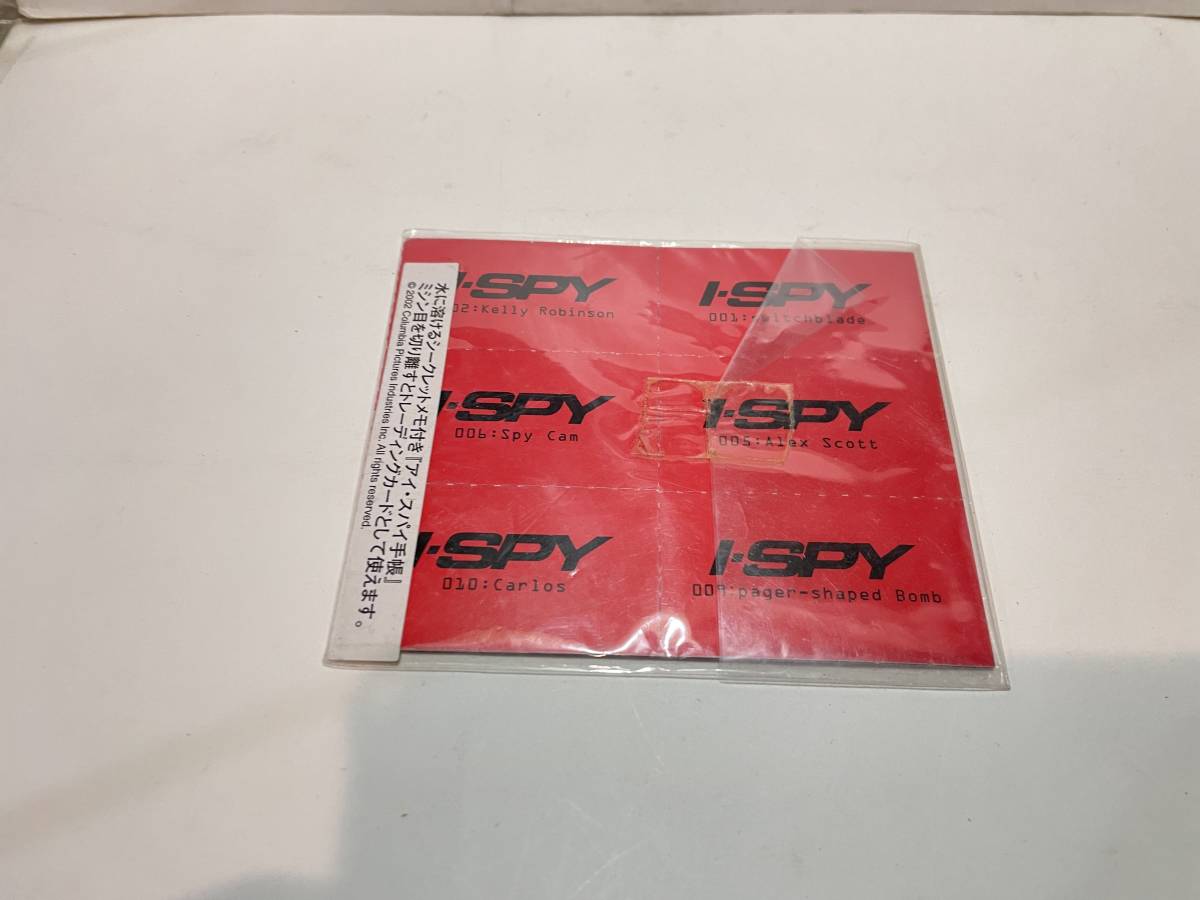 水に溶けるシークレットメモ付き『アイ・スパイ手帳』
ミシン目を切り離すとトレーディングカードとして使えます。
© 2002 Columbia Pictures Industries Inc. All rights reserved.
I-SPY
02:Kelly Robinson
I-SPY
001:switchblade
I-SPY
006:Spy Cam
I-SPY
005:Alex Scott
I-SPY
010:Carlos
I-SPY
009:pager-shaped Bomb